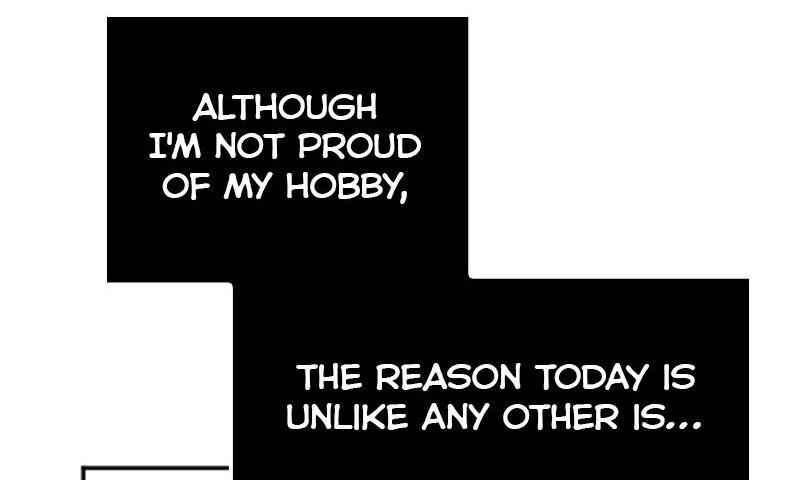 ALTHOUGH
I'M NOT PROUD
OF MY HOBBY,
THE REASON TODAY IS
UNLIKE ANY OTHER IS...